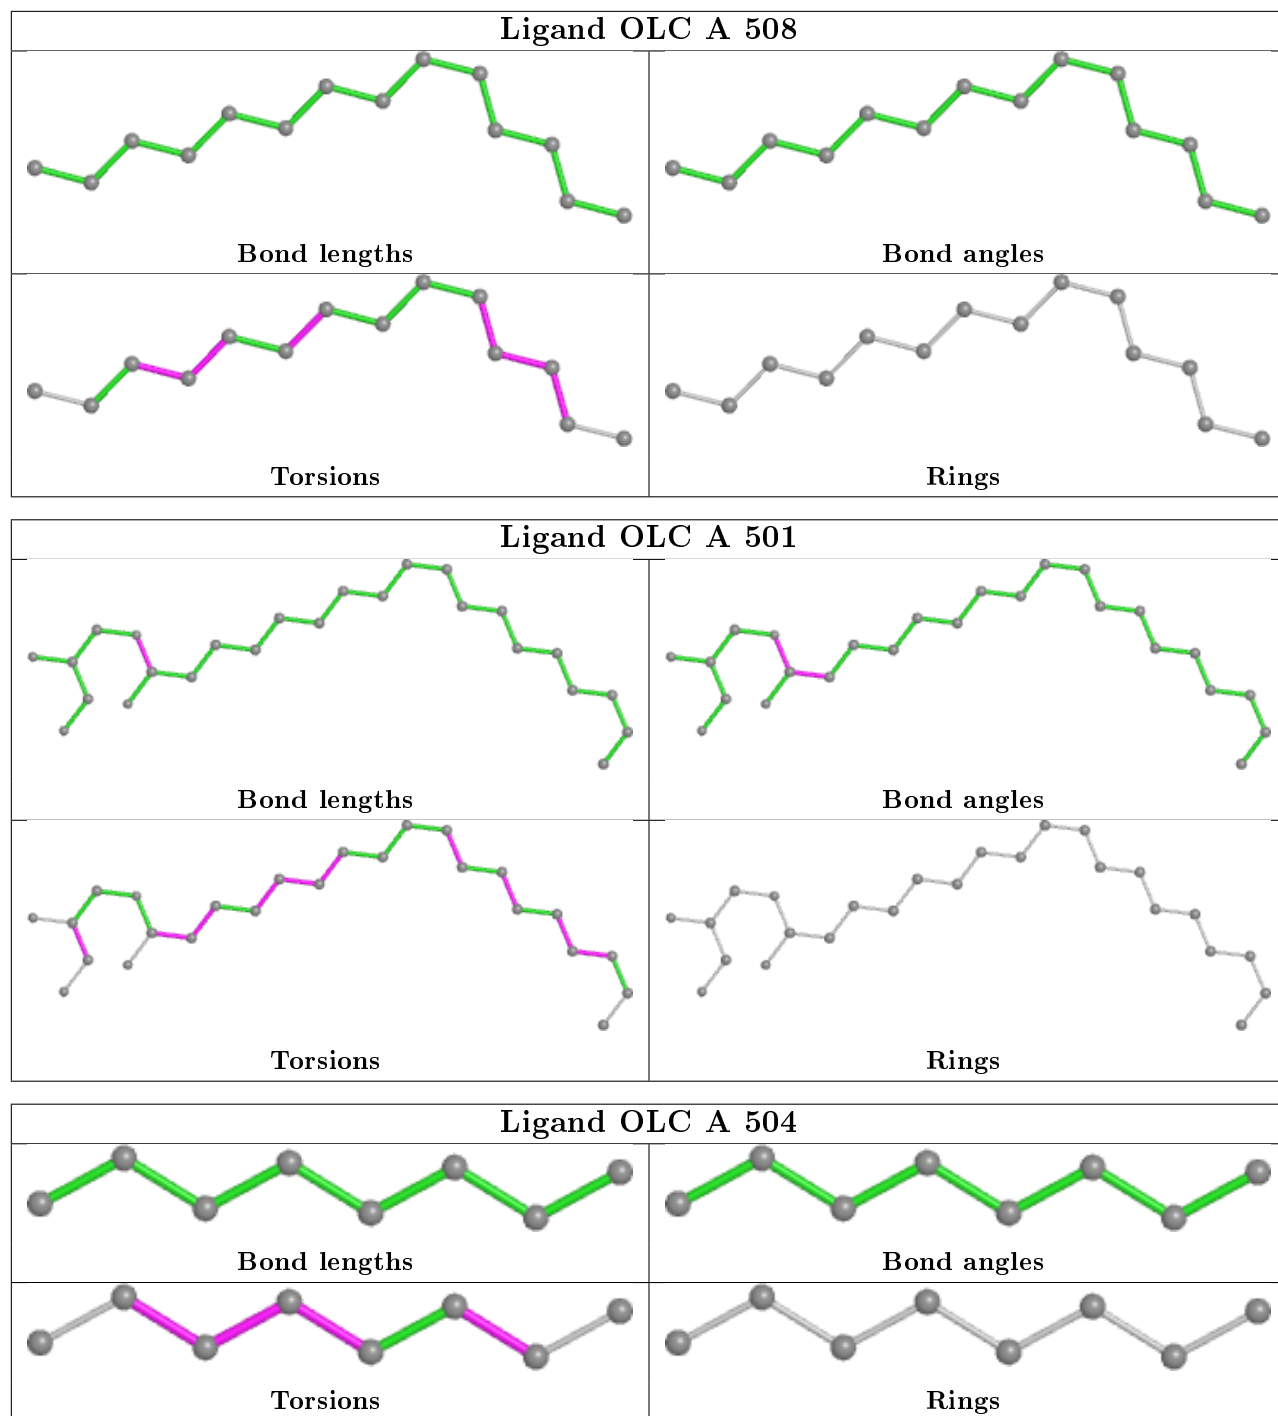 Ligand OLC A 508
Bond lengths
Bond angles
Torsions
Rings
Ligand OLC A 501
Bond lengths
Bond angles
Torsions
Rings
Ligand OLC A 504
Bond lengths
Bond angles
Torsions
Rings